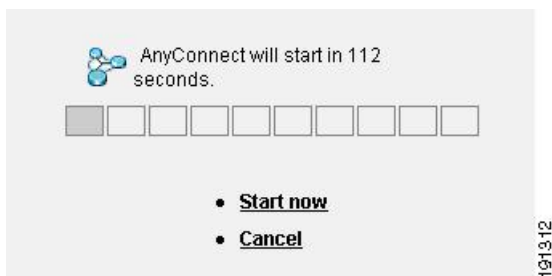 AnyConnect will start in 112
seconds.
Start now
Cancel
191312